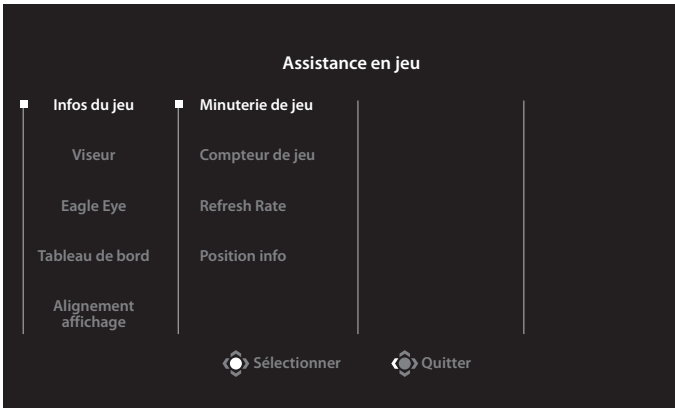 Assistance en jeu
Infos du jeu
Minuterie de jeu
Viseur
Compteur de jeu
Eagle Eye
Refresh Rate
Tableau de bord
Position info
Alignement
affichage
Sélectionner
Quitter